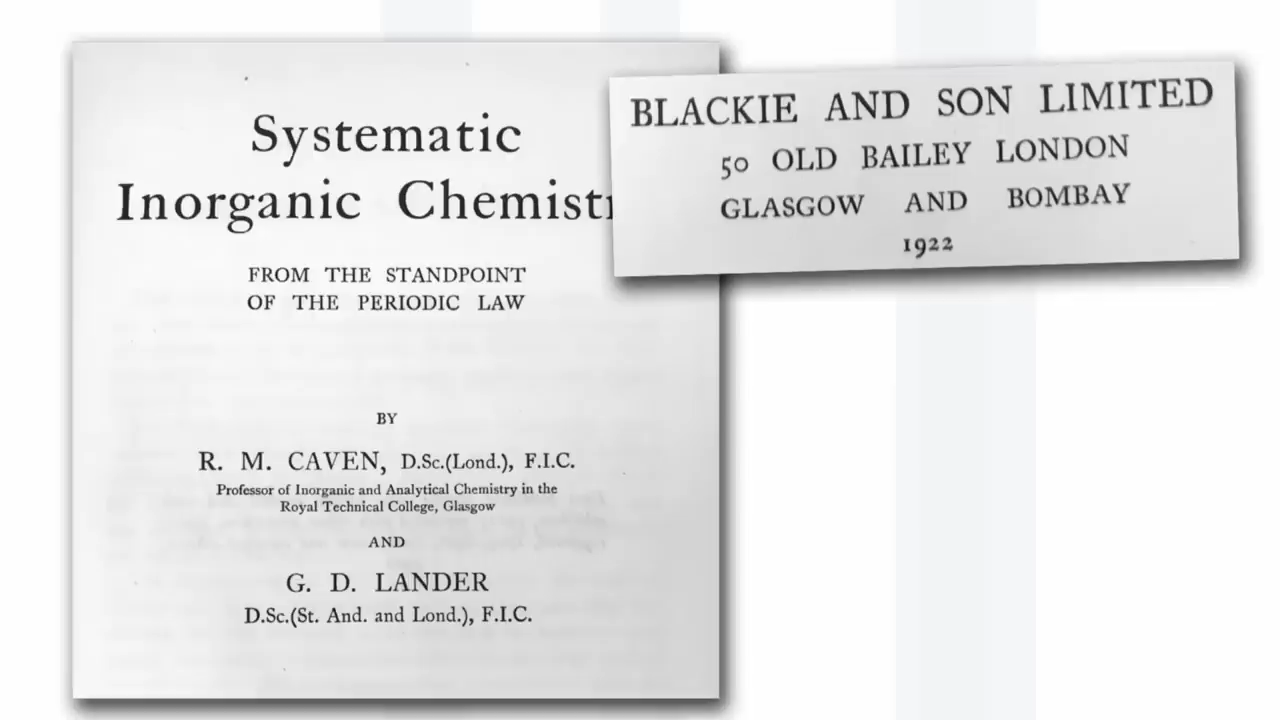 Systematic
Inorganic Chemistr
FROM THE STANDPOINT
OF THE PERIODIC LAW
BY
R. M. CAVEN, D.Sc.(Lond.), F.I.C.
Professor of Inorganic and Analytical Chemistry in the
Royal Technical College, Glasgow
AND
G. D. LANDER
D.Sc.(St. And. and Lond.), F.I.C.
BLACKIE AND SON LIMITED
50 OLD BAILEY LONDON
GLASGOW AND BOMBAY
1922